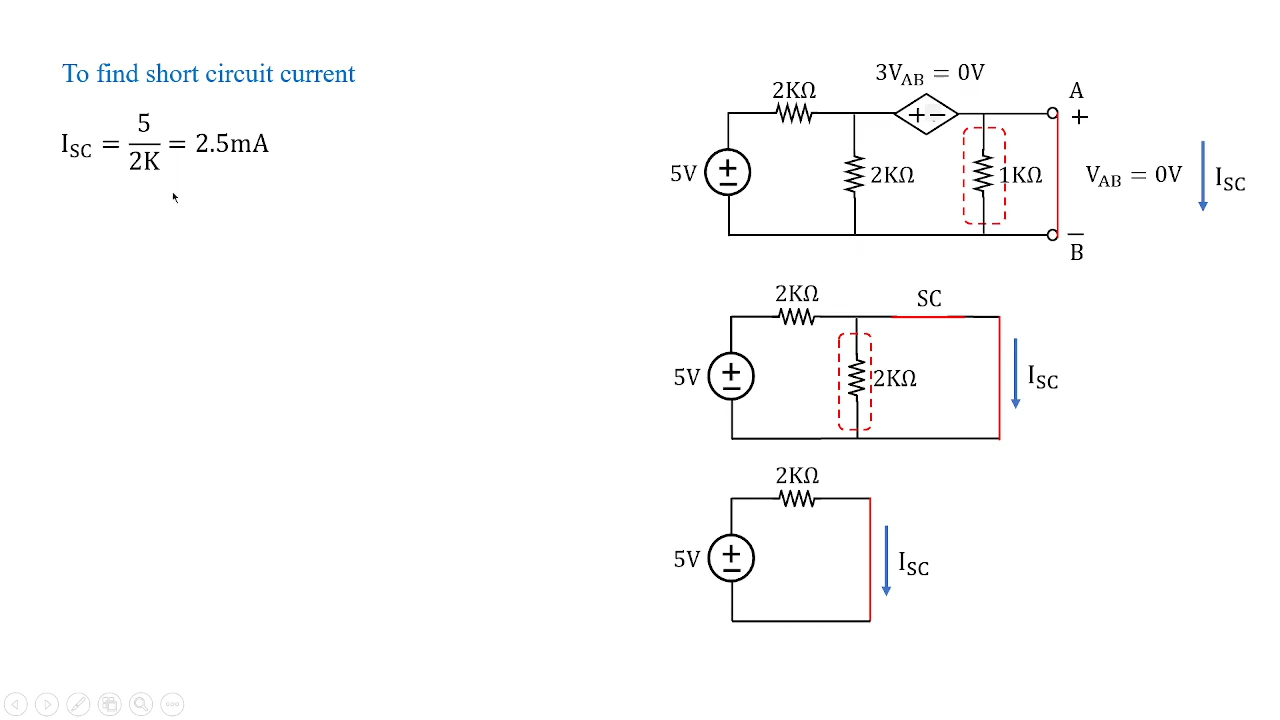 To find short circuit current
I_SC = 5/2K = 2.5mA
3V_AB = 0V
2KΩ
A
+
5V
+
−
+ −
2KΩ
1KΩ
V_AB = 0V
I_SC
−
B
2KΩ
SC
5V
+
−
2KΩ
I_SC
2KΩ
5V
+
−
I_SC